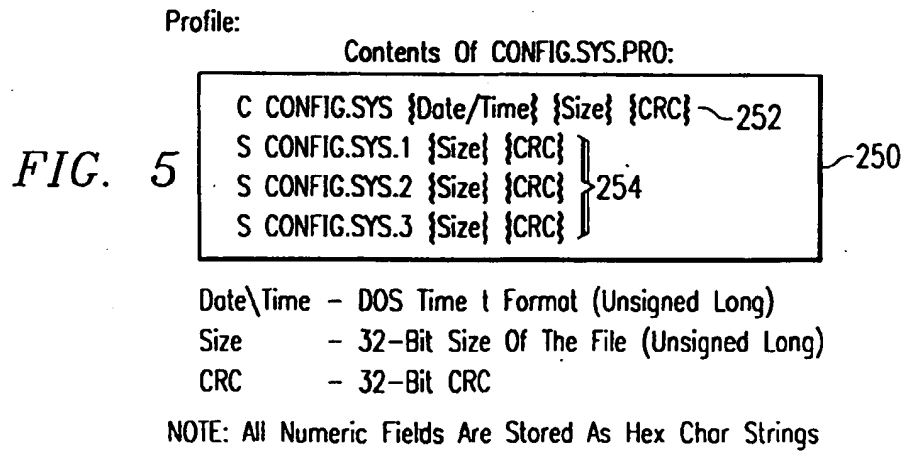 Profile:
Contents Of CONFIG.SYS.PRO:
C CONFIG.SYS {Date/Time} {Size} {CRC} 252
S CONFIG.SYS.1 {Size} {CRC}
S CONFIG.SYS.2 {Size} {CRC} 254
S CONFIG.SYS.3 {Size} {CRC}
250
FIG. 5
Date\Time - DOS Time t Format (Unsigned Long)
Size - 32-Bit Size Of The File (Unsigned Long)
CRC - 32-Bit CRC
NOTE: All Numeric Fields Are Stored As Hex Char Strings